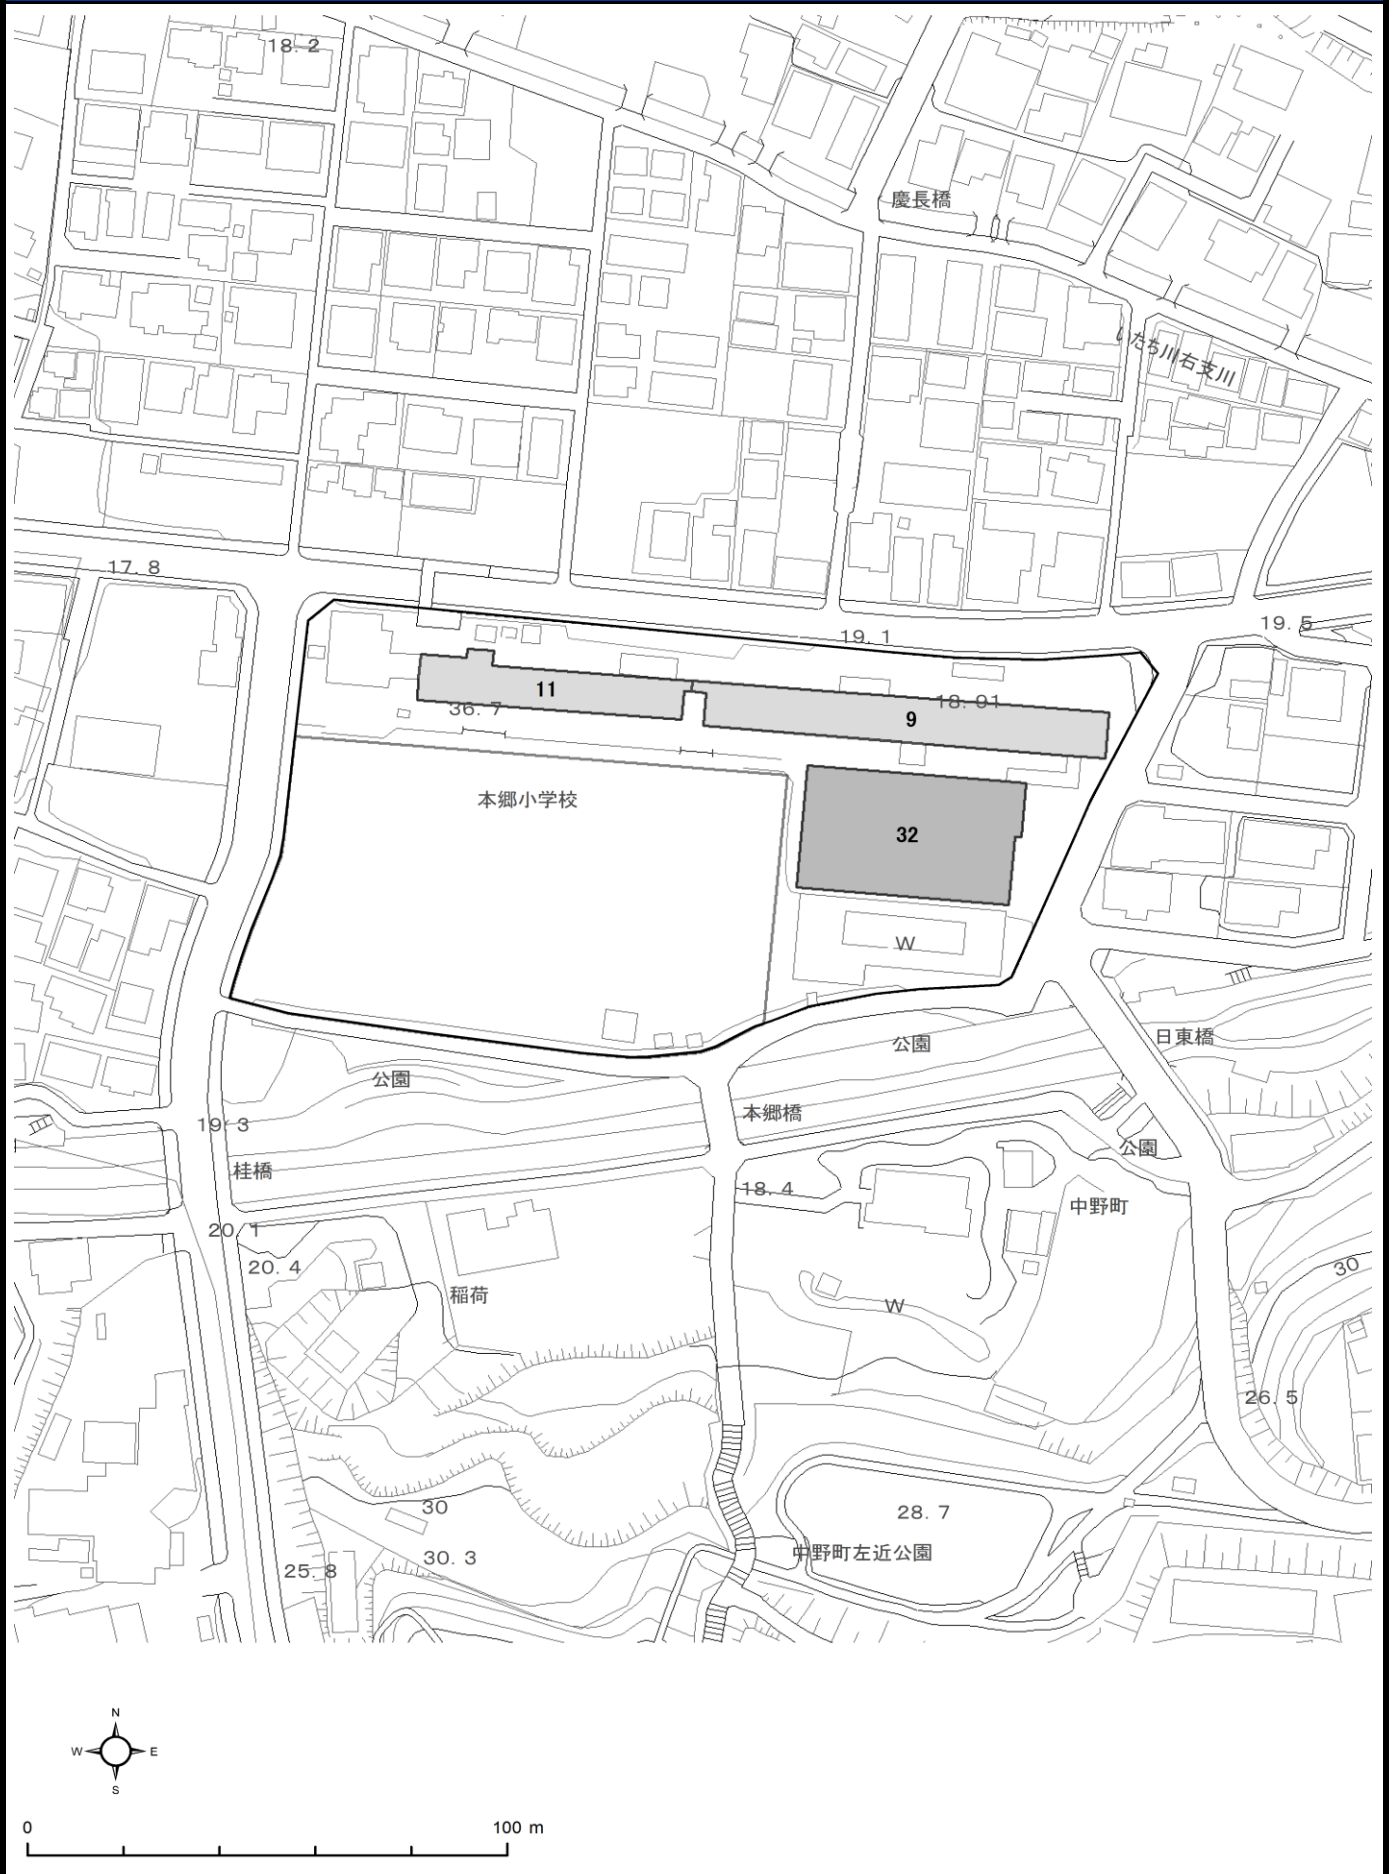 18.2
慶長橋
いたち川右支川
17.8
19.1
19.5
11
36.7
18.91
9
本郷小学校
32
W
公園
日東橋
公園
本郷橋
19.3
公園
桂橋
18.4
中野町
20.1
20.4
30
稲荷
W
26.5
30
28.7
中野町左近公園
30.3
25.8
N
W E
S
0 100 m